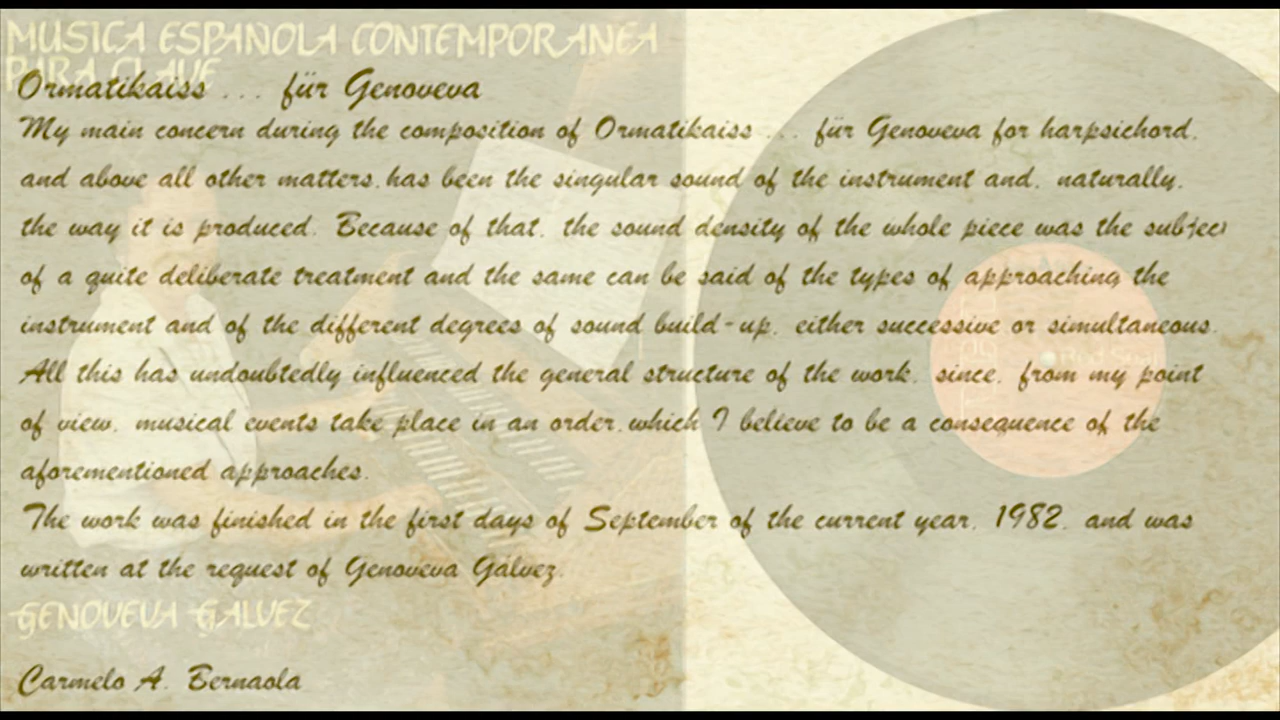 MUSICA ESPAÑOLA CONTEMPORANEA
PARA CLAVE
Ormatikaiss ... für Genoveva
My main concern during the composition of Ormatikaiss ... für Genoveva for harpsichord,
and above all other matters, has been the singular sound of the instrument and, naturally,
the way it is produced. Because of that, the sound density of the whole piece was the subjec
of a quite deliberate treatment and the same can be said of the types of approaching the
instrument and of the different degrees of sound build-up, either successive or simultaneous.
All this has undoubtedly influenced the general structure of the work, since, from my point
of view, musical events take place in an order, which I believe to be a consequence of the
aforementioned approaches.
The work was finished in the first days of September of the current year, 1982, and was
written at the request of Genoveva Gálvez.
GENOVEVA GALVEZ
Carmelo A. Bernaola